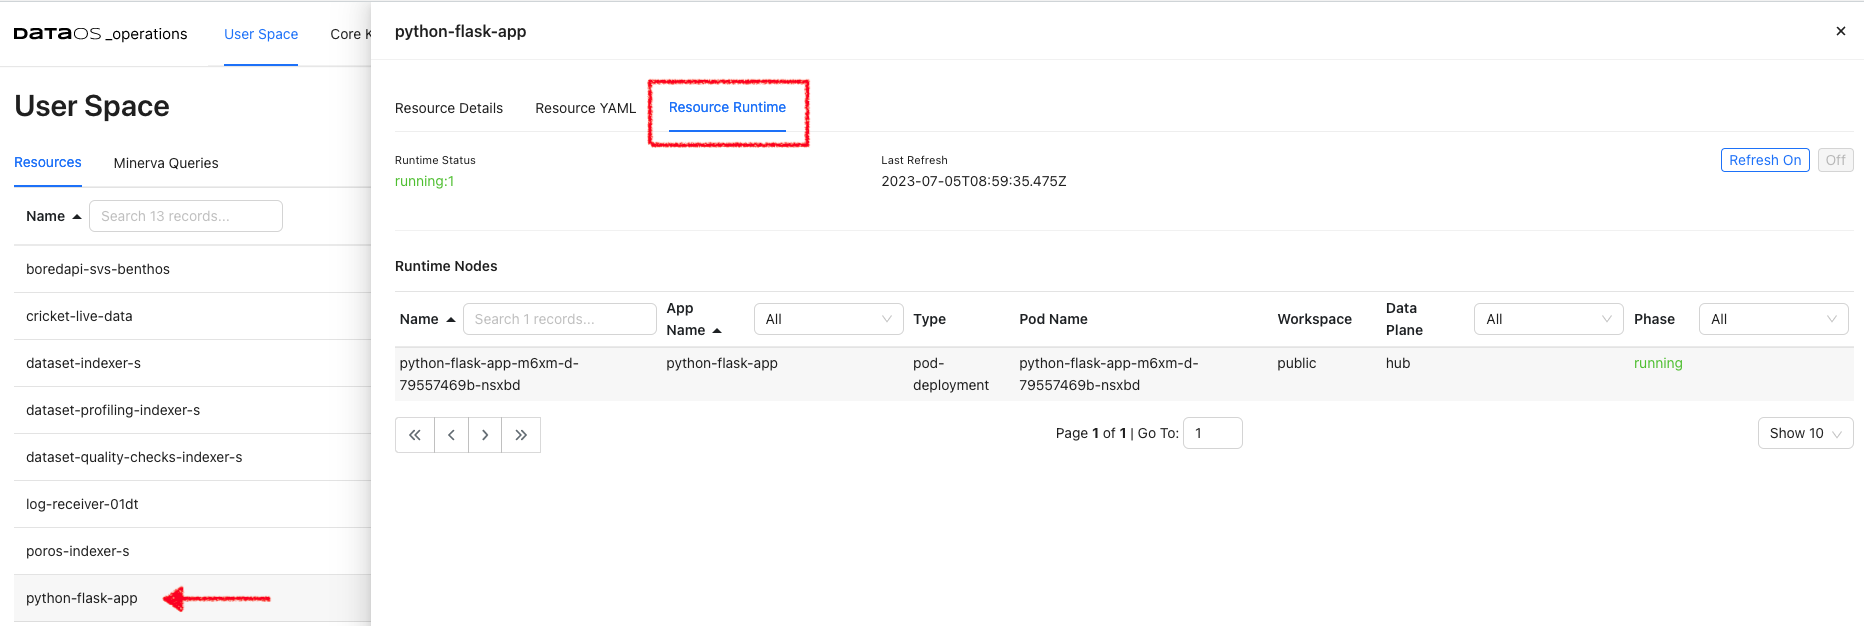 DATAOS _operations
User Space
Core K
User Space
Resources
Minerva Queries
Name
Search 13 records...
boredapi-svs-benthos
cricket-live-data
dataset-indexer-s
dataset-profiling-indexer-s
dataset-quality-checks-indexer-s
log-receiver-01dt
poros-indexer-s
python-flask-app
python-flask-app
Resource Details
Resource YAML
Resource Runtime
Runtime Status
running:1
Last Refresh
2023-07-05T08:59:35.475Z
Refresh On
Off
Runtime Nodes
Name
Search 1 records...
App
Name
All
Type
Pod Name
Workspace
Data
Plane
All
Phase
All
python-flask-app-m6xm-d-
79557469b-nsxbd
python-flask-app
pod-
deployment
python-flask-app-m6xm-d-
79557469b-nsxbd
public
hub
running
Page 1 of 1 | Go To: 1
Show 10